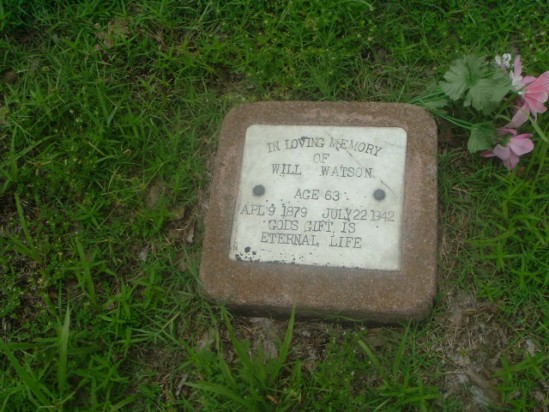 IN LOVING MEMORY
OF
WILL WATSON
AGE 63
APL 9 1879 JULY 22 1942
GODS GIFT IS
ETERNAL LIFE